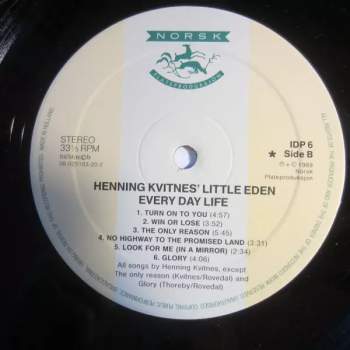 NORSK
PLATEPRODUKSJON
STEREO
33⅓ RPM
n©b
IDP 6
★ Side B
℗ + © 1989
Norsk
Plateproduksjon
HENNING KVITNES' LITTLE EDEN
EVERY DAY LIFE
1. TURN ON TO YOU (4:57)
2. WIN OR LOSE (3:52)
3. THE ONLY REASON (5:45)
4. NO HIGHWAY TO THE PROMISED LAND (3:31)
5. LOOK FOR ME (IN A MIRROR) (2:34)
6. GLORY (4:06)
All songs by Henning Kvitnes, except
The only reason (Kvitnes/Rovedal) and
Glory (Thoreby/Rovedal)